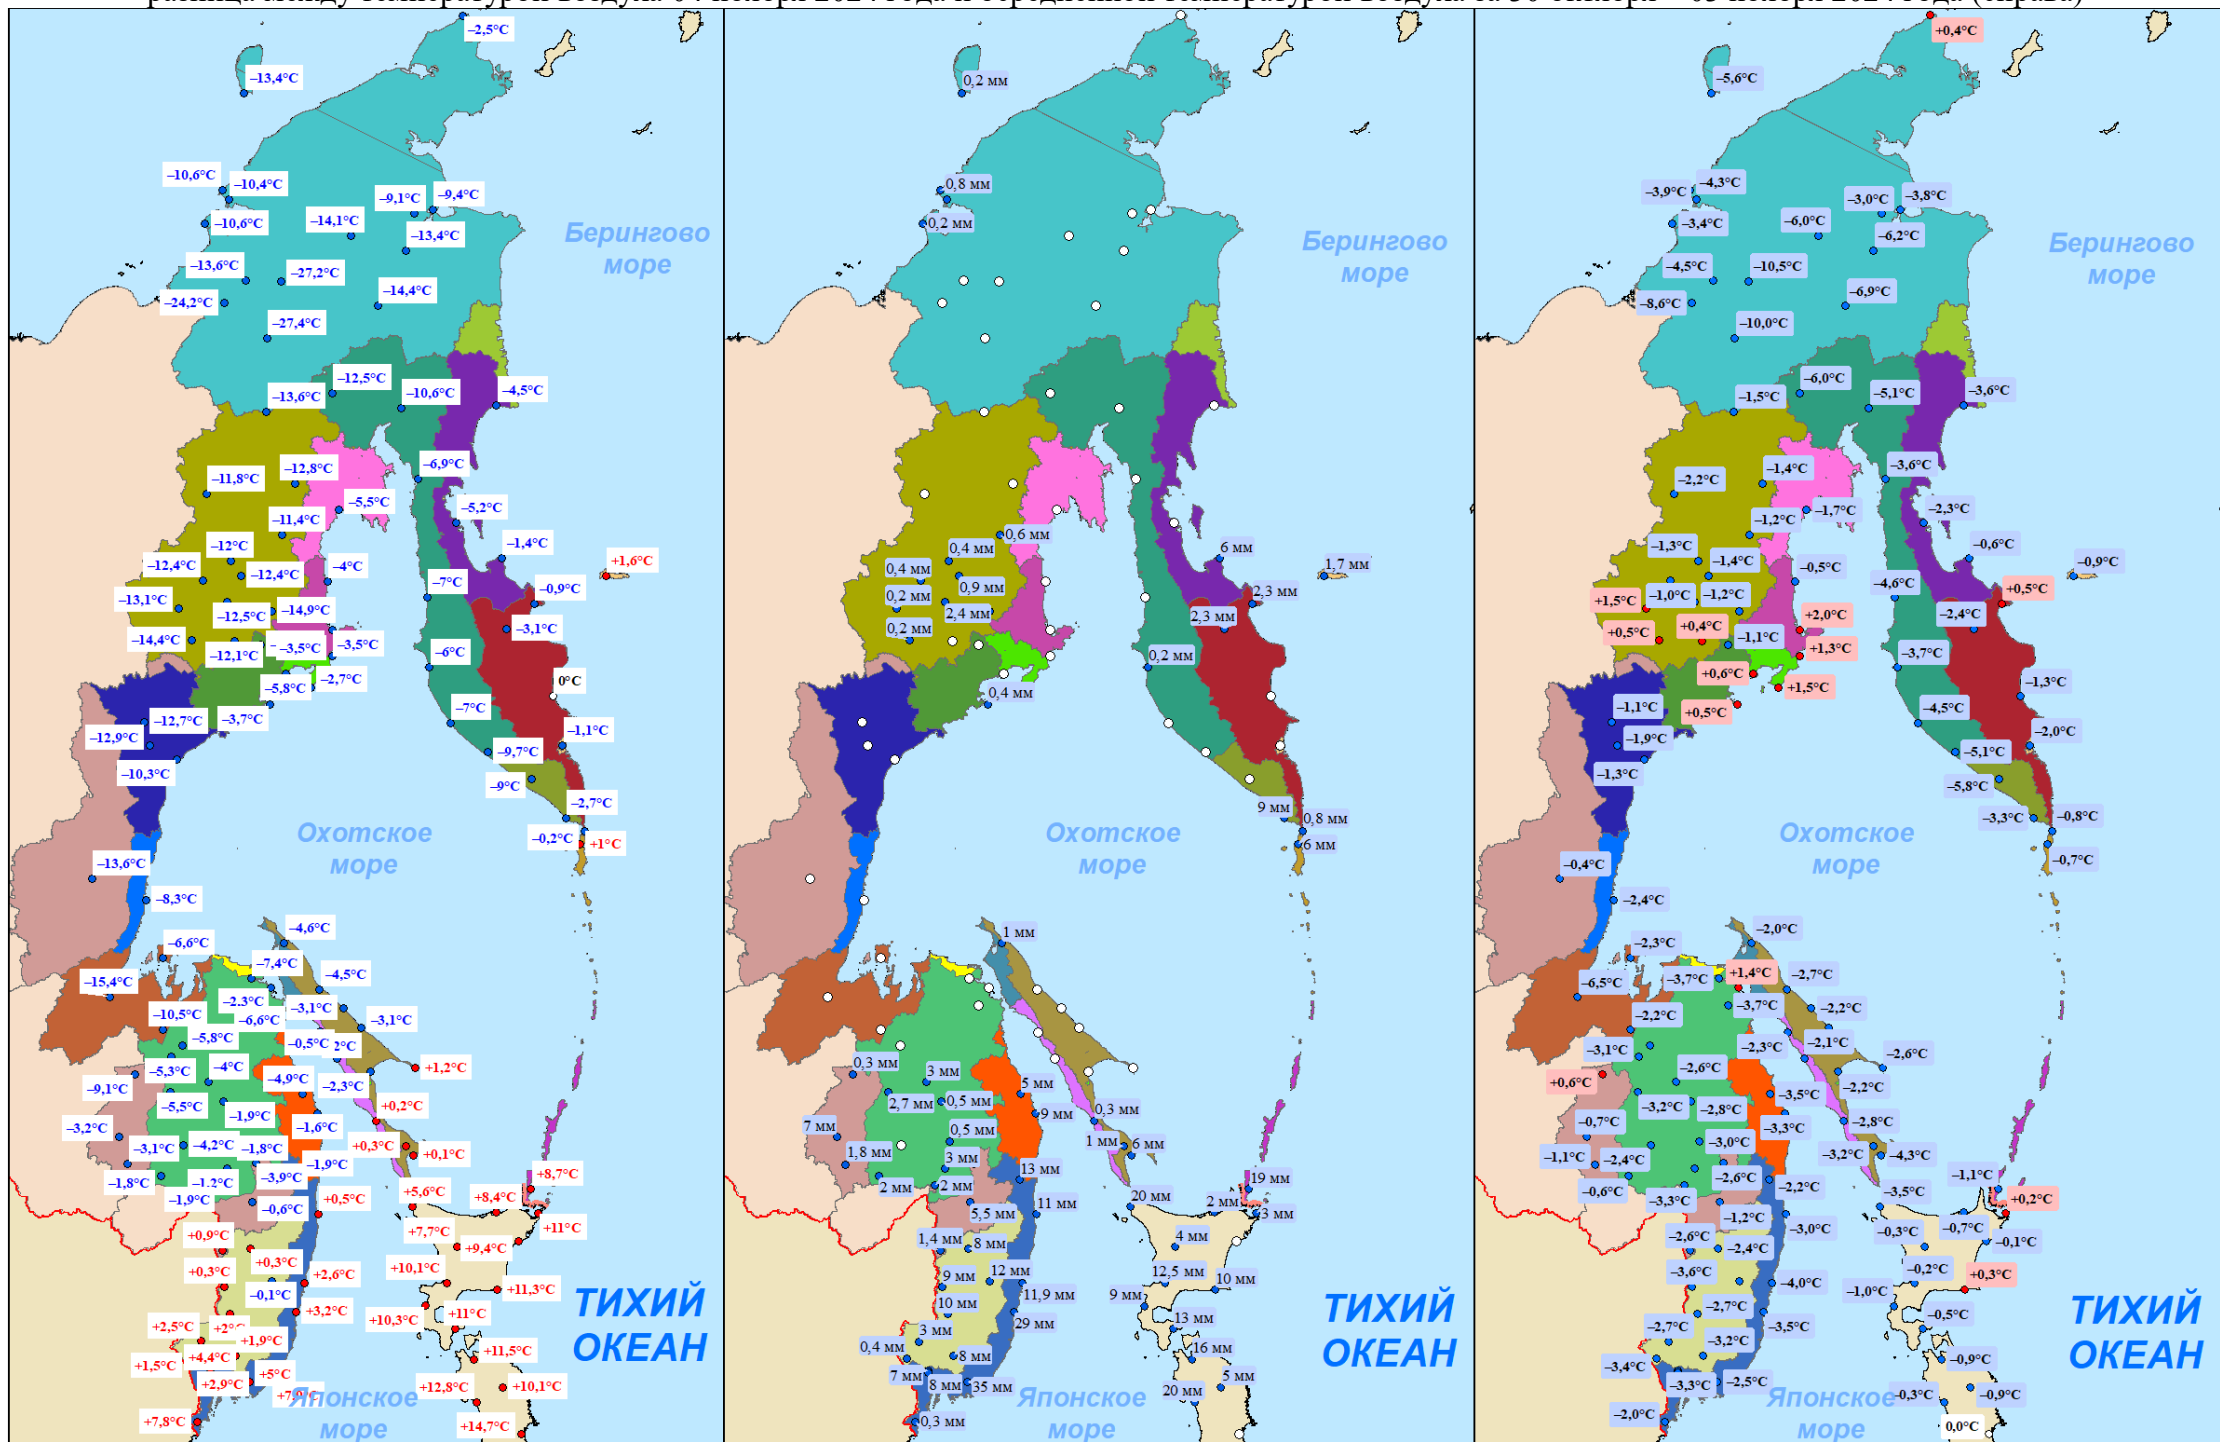 разница между температурой воздуха 04 ноября 2024 года и осреднённой температурой воздуха за 30 октября – 03 ноября 2024 года (справа)
–2,5°C
–13,4°C
–10,6°C
–10,4°C
–9,1°C
–9,4°C
–10,6°C
–14,1°C
–13,4°C
Берингово
море
–13,6°C
–27,2°C
–24,2°C
–14,4°C
–27,4°C
–12,5°C
–13,6°C
–10,6°C
–4,5°C
–11,8°C
–12,8°C
–6,9°C
–5,5°C
–5,2°C
–11,4°C
–12°C
–1,4°C
+1,6°C
–12,4°C
–12,4°C
–4°C
–7°C
–0,9°C
–13,1°C
–12,5°C
–14,9°C
–3,1°C
–14,4°C
–12,1°C
–3,5°C
–3,5°C
–6°C
–5,8°C
–2,7°C
0°C
–12,7°C
–3,7°C
–7°C
–12,9°C
–1,1°C
–10,3°C
–9,7°C
–9°C
–2,7°C
Охотское
море
–0,2°C
+1°C
–13,6°C
–8,3°C
–4,6°C
–6,6°C
–7,4°C
–4,5°C
–15,4°C
–2,3°C
–3,1°C
–10,5°C
–6,6°C
–3,1°C
–5,8°C
–0,5°C
2°C
–5,3°C
–4°C
+1,2°C
–9,1°C
–4,9°C
–2,3°C
–5,5°C
–1,9°C
+0,2°C
–3,2°C
–1,6°C
–3,1°C
–4,2°C
–1,8°C
+0,3°C
+0,1°C
–1,9°C
–1,8°C
–1,2°C
–3,9°C
+8,7°C
–1,9°C
–0,6°C
+0,5°C
+5,6°C
+8,4°C
+0,9°C
+7,7°C
+11°C
+0,3°C
+9,4°C
+0,3°C
+2,6°C
+10,1°C
+11,3°C
–0,1°C
+3,2°C
+10,3°C
+11°C
ТИХИЙ
ОКЕАН
+2,5°C
+2°C
+1,9°C
+1,5°C
+4,4°C
+11,5°C
+2,9°C
+5°C
+12,8°C
+10,1°C
Японское
море
+7,8°C
+14,7°C
0,2 мм
0,8 мм
0,2 мм
Берингово
море
0,6 мм
0,4 мм
6 мм
0,4 мм
1,7 мм
0,9 мм
0,2 мм
2,4 мм
2,3 мм
2,3 мм
0,2 мм
0,2 мм
0,4 мм
9 мм
0,8 мм
Охотское
море
6 мм
1 мм
0,3 мм
3 мм
5 мм
2,7 мм
0,5 мм
9 мм
0,3 мм
7 мм
0,5 мм
1 мм
6 мм
1,8 мм
3 мм
13 мм
2 мм
2 мм
19 мм
5,5 мм
11 мм
20 мм
2 мм
3 мм
1,4 мм
8 мм
4 мм
9 мм
12 мм
12,5 мм
10 мм
11,9 мм
9 мм
10 мм
29 мм
13 мм
ТИХИЙ
ОКЕАН
3 мм
0,4 мм
8 мм
16 мм
7 мм
8 мм
35 мм
20 мм
5 мм
Японское
море
0,3 мм
+0,4°C
–5,6°C
–3,9°C
–4,3°C
–3,0°C
–3,8°C
–3,4°C
–6,0°C
–6,2°C
Берингово
море
–4,5°C
–10,5°C
–8,6°C
–6,9°C
–10,0°C
–6,0°C
–1,5°C
–5,1°C
–3,6°C
–2,2°C
–1,4°C
–3,6°C
–1,7°C
–2,3°C
–1,2°C
–1,3°C
–1,4°C
–0,6°C
–0,9°C
–0,5°C
–4,6°C
–1,0°C
–1,2°C
+1,5°C
+0,5°C
+2,0°C
–2,4°C
+0,5°C
+0,4°C
–1,1°C
+1,3°C
–3,7°C
+0,6°C
+1,5°C
–1,3°C
–1,1°C
+0,5°C
–4,5°C
–1,9°C
–2,0°C
–1,3°C
–5,1°C
–5,8°C
–3,3°C
–0,8°C
Охотское
море
–0,7°C
–0,4°C
–2,4°C
–2,0°C
–2,3°C
–3,7°C
+1,4°C
–2,7°C
–6,5°C
–3,7°C
–2,2°C
–2,2°C
–3,1°C
–2,3°C
–2,1°C
–2,6°C
+0,6°C
–2,6°C
–2,2°C
–3,2°C
–2,8°C
–3,5°C
–0,7°C
–3,3°C
–2,8°C
–1,1°C
–2,4°C
–3,0°C
–3,2°C
–4,3°C
–0,6°C
–2,6°C
–2,2°C
–1,1°C
–3,3°C
–1,2°C
–3,0°C
–3,5°C
+0,2°C
–2,6°C
–2,4°C
–0,3°C
–0,7°C
–0,1°C
–3,6°C
–4,0°C
–0,2°C
+0,3°C
–2,7°C
–3,5°C
–1,0°C
–0,5°C
ТИХИЙ
ОКЕАН
–2,7°C
–3,2°C
–3,4°C
–0,9°C
–3,3°C
–2,5°C
–0,3°C
–0,9°C
Японское
море
–2,0°C
0,0°C